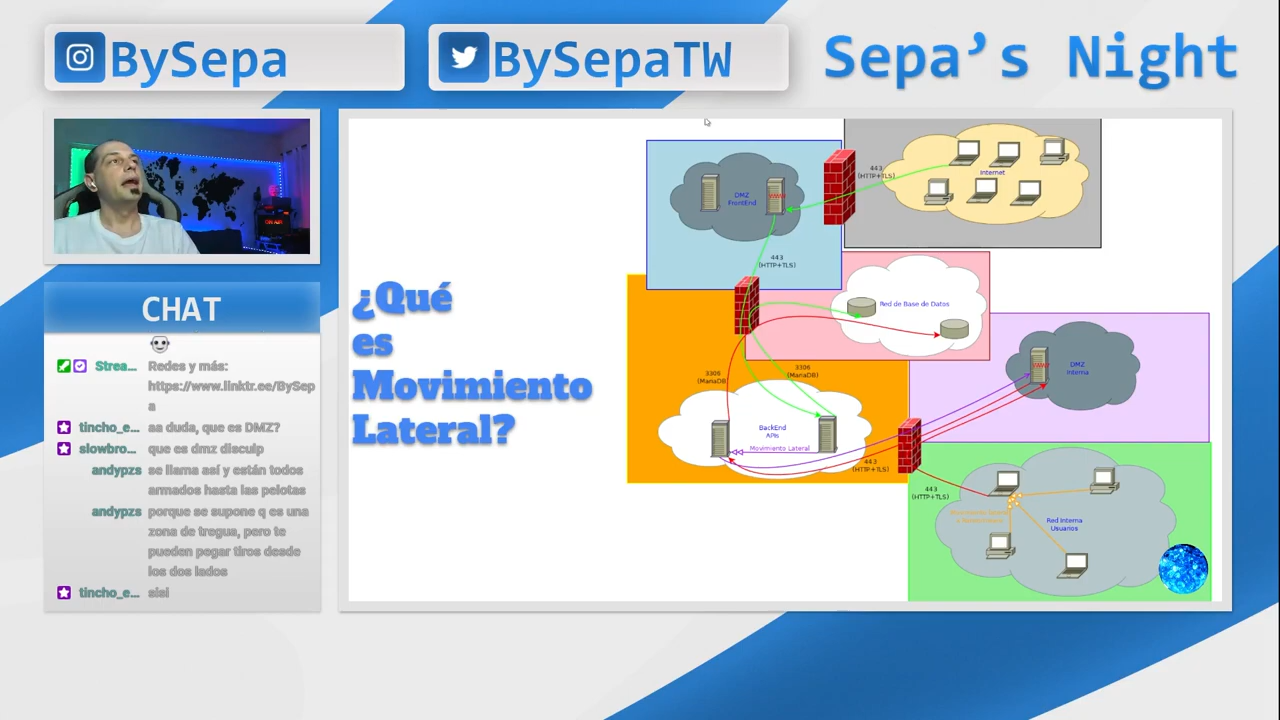 BySepa
BySepaTW
Sepa’s Night
CHAT
Strea... Redes y más:
https://www.linktr.ee/BySep
a
tincho_e... aa duda, que es DMZ?
slowbro... que es dmz disculp
andypzs se llama así y están todos
armados hasta las pelotas
andypzs porque se supone q es una
zona de tregua, pero te
pueden pegar tiros desde
los dos lados
tincho_e... sisi
¿Qué
es
Movimiento
Lateral?
DMZ
FrontEnd
WWW
443
(HTTP+TLS)
Internet
443
(HTTP+TLS)
Red de Base de Datos
3306
(MariaDB)
3306
(MariaDB)
DMZ
Interna
WWW
BackEnd
APIs
Movimiento Lateral
443
(HTTP+TLS)
443
(HTTP+TLS)
Red Interna
Usuarios